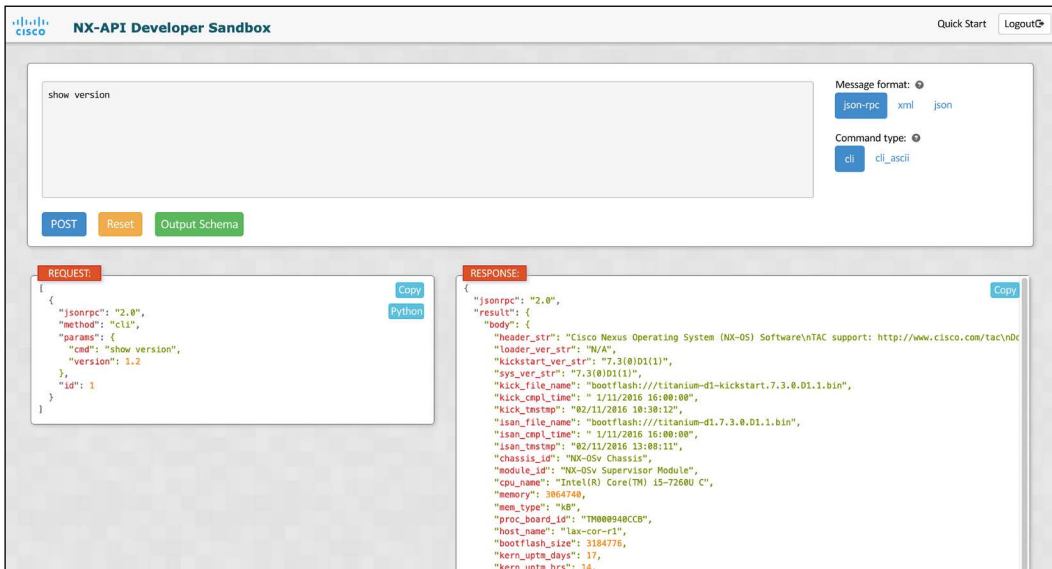 CISCO
NX-API Developer Sandbox
Quick Start
Logout
show version
Message format:
json-rpc xml json
Command type:
cli cli_ascii
POST Reset Output Schema
REQUEST:
Copy
Python
[
{
"jsonrpc": "2.0",
"method": "cli",
"params": {
"cmd": "show version",
"version": 1.2
},
"id": 1
}
]
RESPONSE:
Copy
{
"jsonrpc": "2.0",
"result": {
"body": {
"header_str": "Cisco Nexus Operating System (NX-OS) Software\nTAC support: http://www.cisco.com/tac\nDo
"loader_ver_str": "N/A",
"kickstart_ver_str": "7.3(0)D1(1)",
"sys_ver_str": "7.3(0)D1(1)",
"kick_file_name": "bootflash:///titanium-d1-kickstart.7.3.0.D1.1.bin",
"kick_cmpl_time": " 1/11/2016 16:00:00",
"kick_tmstmp": "02/11/2016 10:30:12",
"isan_file_name": "bootflash:///titanium-d1.7.3.0.D1.1.bin",
"isan_cmpl_time": " 1/11/2016 16:00:00",
"isan_tmstmp": "02/11/2016 13:08:11",
"chassis_id": "NX-OSv Chassis",
"module_id": "NX-OSv Supervisor Module",
"cpu_name": "Intel(R) Core(TM) i5-7260U C",
"memory": 3064740,
"mem_type": "kB",
"proc_board_id": "TM000940CCB",
"host_name": "lax-cor-r1",
"bootflash_size": 3184776,
"kern_uptm_days": 17,
"kern_uptm_hrs": 14,